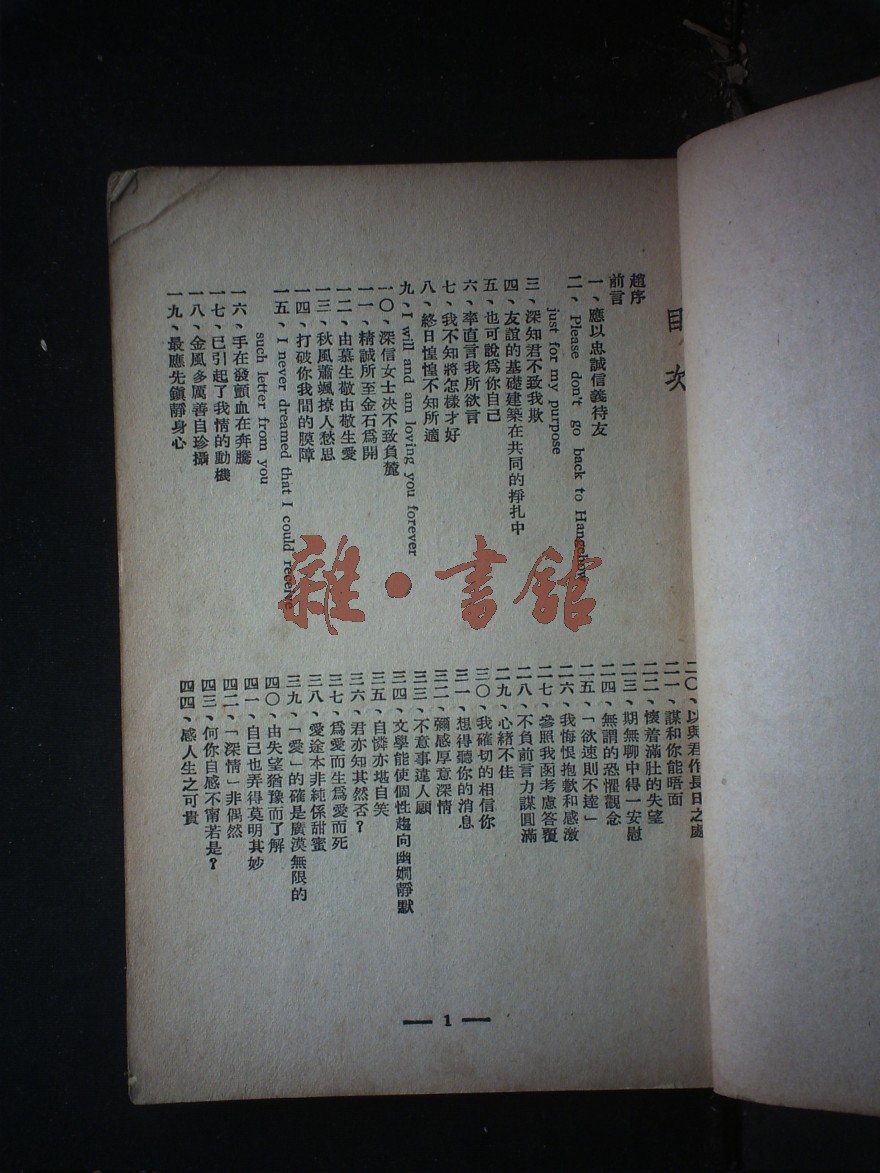 目次
趙序
前言
一、應以忠誠信義待友
二、Please don't go back to Hangchow
just for my purpose
三、深知君不致我欺
四、友誼的基礎建築在共同的掙扎中
五、也可說爲你自己
六、率直言我所欲言
七、我不知將怎樣才好
八、終日惶惶不知所適
九、I will and am loving you forever
一〇、深信女士决不致負麓
一一、精誠所至金石爲開
一二、由慕生敬由敬生愛
一三、秋風蕭颯撩人愁思
一四、打破你我間的膜障
一五、I never dreamed that I could receive
such letter from you
一六、手在發顫血在奔騰
一七、已引起了我情的動機
一八、金風多厲善自珍攝
一九、最應先鎭靜身心
二〇、以與君作長日之處
二一、謀和你能晤面
二二、懷着滿肚的失望
二三、期無聊中得一安慰
二四、無謂的恐懼觀念
二五、「欲速則不達」
二六、我悔恨抱歉和感激
二七、參照我函考慮答覆
二八、不負前言力謀圓滿
二九、心緒不佳
三〇、我確切的相信你
三一、想得聽你的消息
三二、彌感厚意深情
三三、不意事違人願
三四、文學能使個性趨向幽嫻靜默
三五、自憐亦堪自笑
三六、君亦知其然否?
三七、爲愛而生爲愛而死
三八、愛途本非純係甜蜜
三九、「愛」的確是廣漠無限的
四〇、由失望猶豫而了解
四一、自己也弄得莫明其妙
四二、「深情」非偶然
四三、何你自感不甯若是?
四四、感人生之可貴
— 1 —
雜·書館